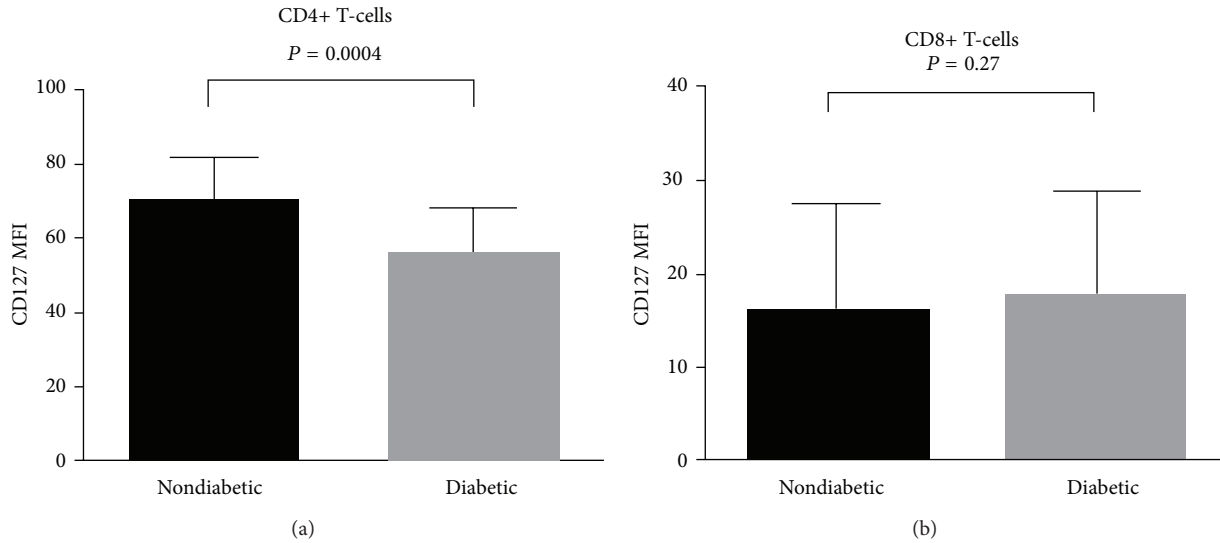 CD4+ T-cells
P = 0.0004
100
80
60
40
20
0
CD127 MFI
Nondiabetic Diabetic
(a)
CD8+ T-cells
P = 0.27
40
30
20
10
0
CD127 MFI
Nondiabetic Diabetic
(b)